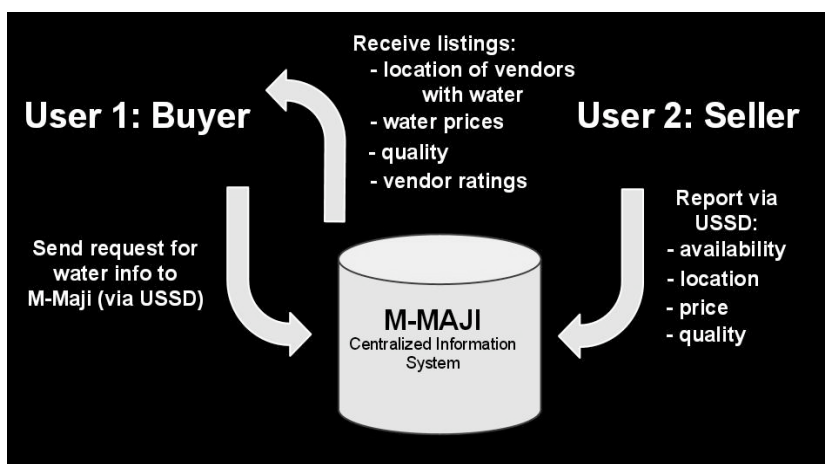 Receive listings:
- location of vendors
with water
- water prices
- quality
- vendor ratings
User 1: Buyer
User 2: Seller
Send request for
water info to
M-Maji (via USSD)
Report via
USSD:
- availability
- location
- price
- quality
M-MAJI
Centralized Information
System